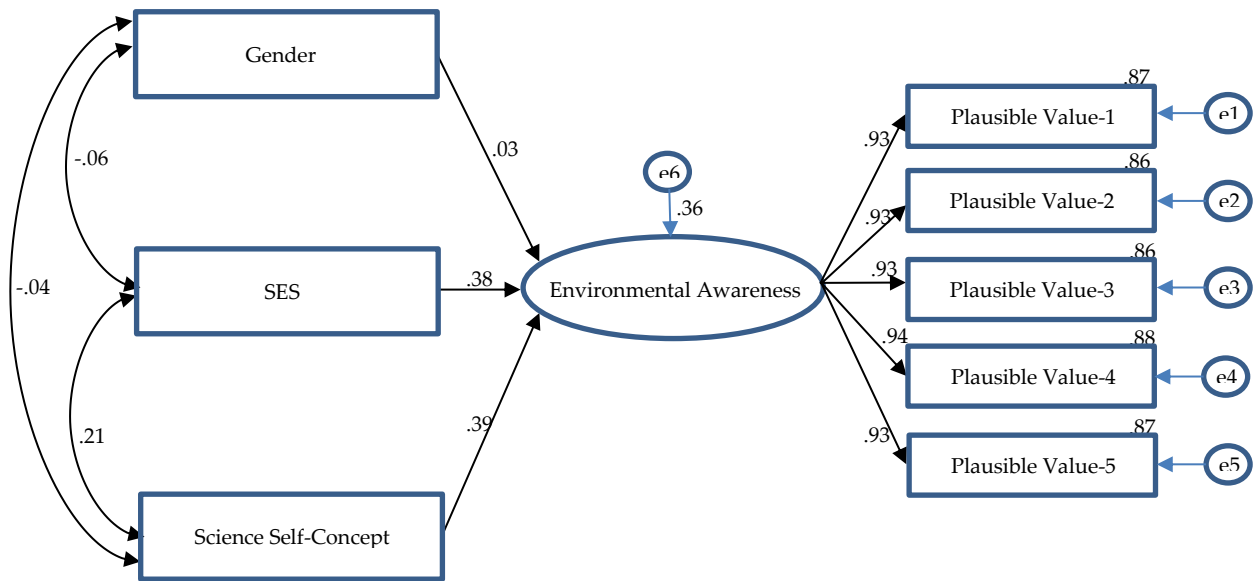 Gender
-.06
-.04
SES
.21
Science Self-Concept
.03
.38
.39
e6
.36
Environmental Awareness
.93
.93
.93
.94
.93
.87
Plausible Value-1
e1
.86
Plausible Value-2
e2
.86
Plausible Value-3
e3
.88
Plausible Value-4
e4
.87
Plausible Value-5
e5